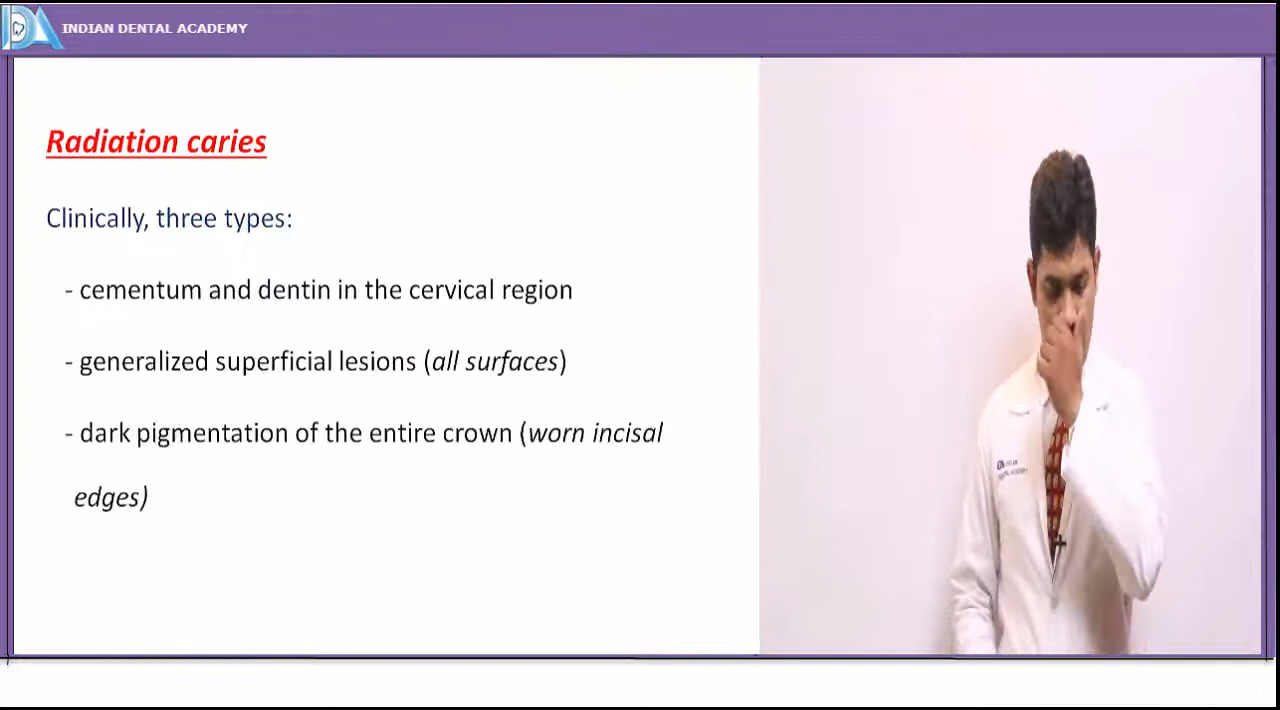 INDIAN DENTAL ACADEMY
Radiation caries
Clinically, three types:
- cementum and dentin in the cervical region
- generalized superficial lesions (all surfaces)
- dark pigmentation of the entire crown (worn incisal
edges)